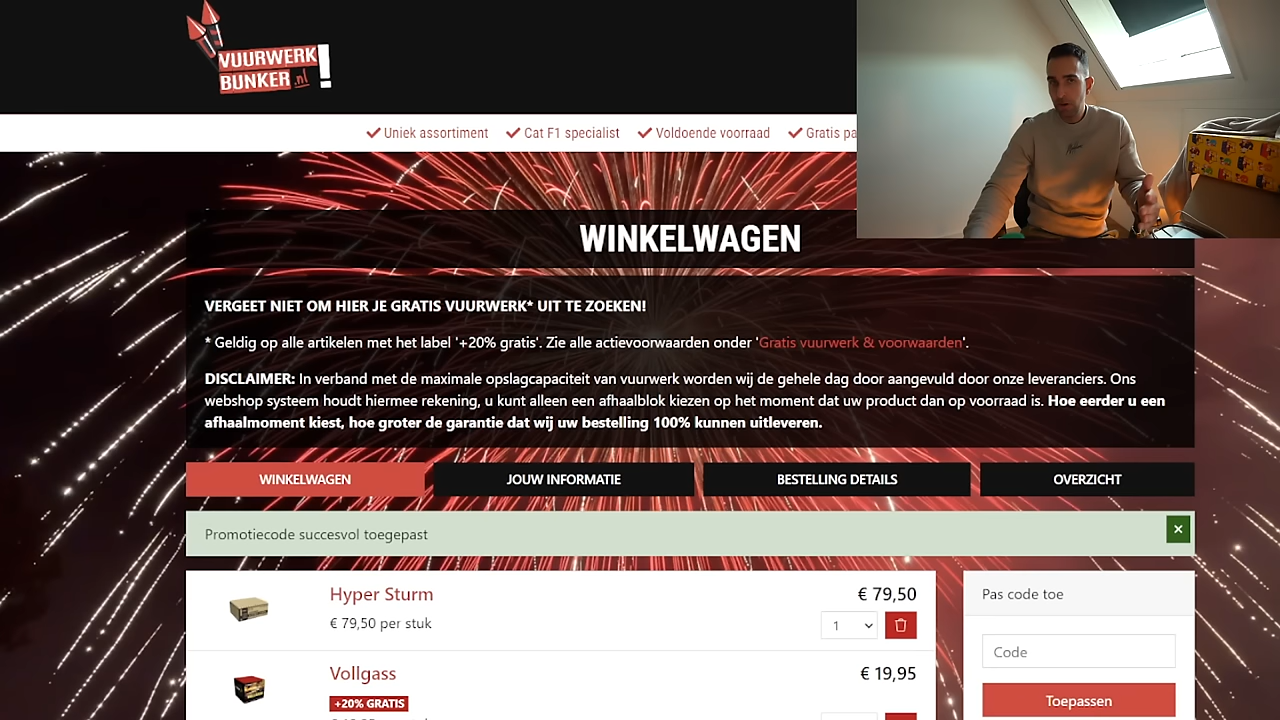 VUURWERK
BUNKER.nl
!
Uniek assortiment
Cat F1 specialist
Voldoende voorraad
Gratis pa
WINKELWAGEN
VERGEET NIET OM HIER JE GRATIS VUURWERK* UIT TE ZOEKEN!
* Geldig op alle artikelen met het label '+20% gratis'. Zie alle actievoorwaarden onder 'Gratis vuurwerk & voorwaarden'.
DISCLAIMER: In verband met de maximale opslagcapaciteit van vuurwerk worden wij de gehele dag door aangevuld door onze leveranciers. Ons
webshop systeem houdt hiermee rekening, u kunt alleen een afhaalblok kiezen op het moment dat uw product dan op voorraad is. Hoe eerder u een
afhaalmoment kiest, hoe groter de garantie dat wij uw bestelling 100% kunnen uitleveren.
WINKELWAGEN
JOUW INFORMATIE
BESTELLING DETAILS
OVERZICHT
Promotiecode succesvol toegepast
×
Hyper Sturm
€ 79,50
€ 79,50 per stuk
1
Vollgass
€ 19,95
+20% GRATIS
Pas code toe
Code
Toepassen